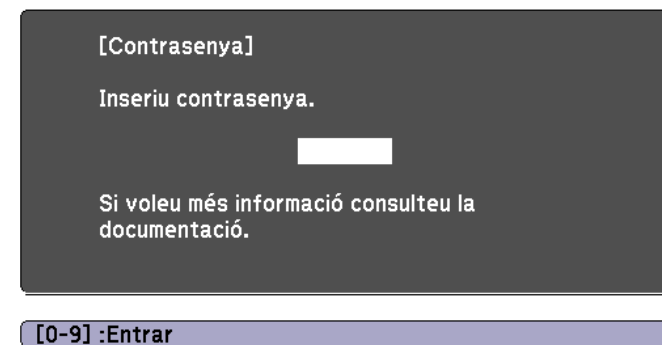 [Contrasenya]
Inseriu contrasenya.
Si voleu més informació consulteu la
documentació.
[0-9] :Entrar